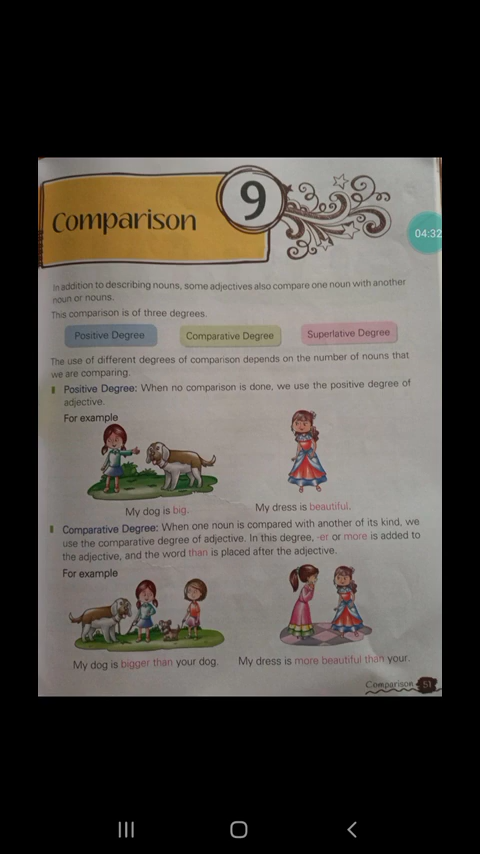 9
Comparison
04:32
In addition to describing nouns, some adjectives also compare one noun with another
noun or nouns.
This comparison is of three degrees.
Positive Degree Comparative Degree Superlative Degree
The use of different degrees of comparison depends on the number of nouns that
we are comparing.
Positive Degree: When no comparison is done, we use the positive degree of
adjective.
For example
My dog is big. My dress is beautiful.
Comparative Degree: When one noun is compared with another of its kind, we
use the comparative degree of adjective. In this degree, -er or more is added to
the adjective, and the word than is placed after the adjective.
For example
My dog is bigger than your dog. My dress is more beautiful than your.
Comparison 51